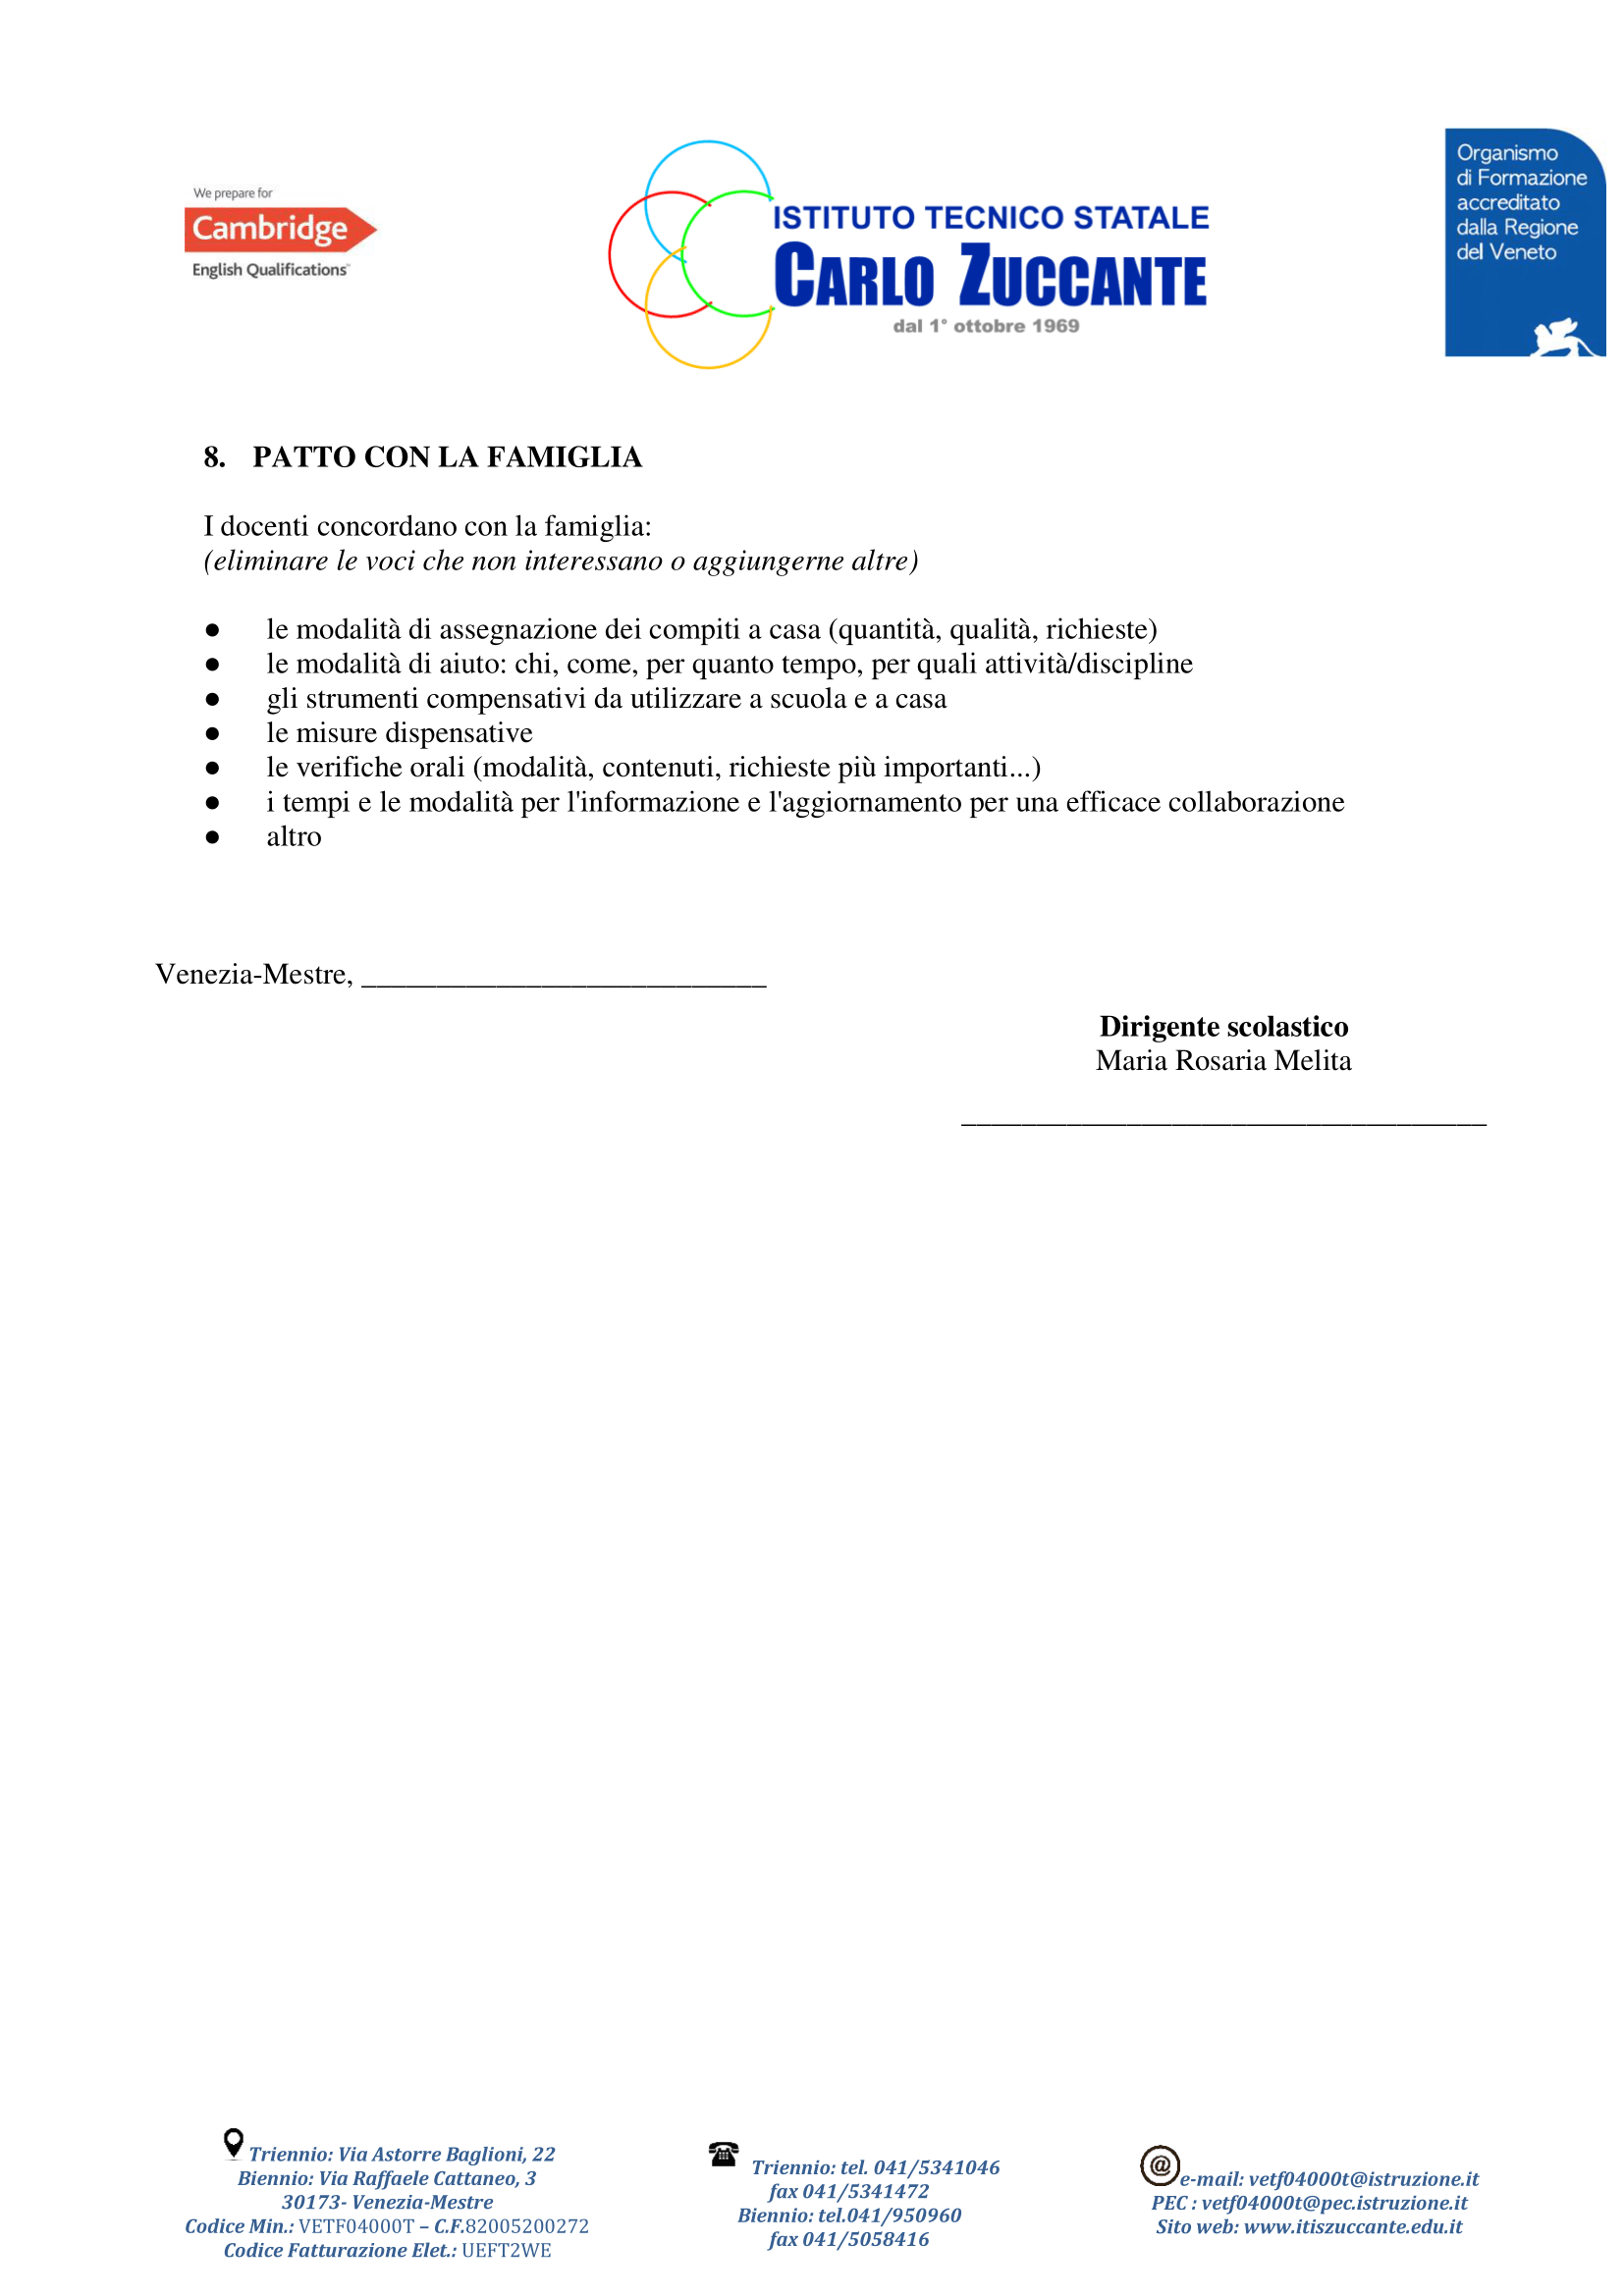 We prepare for
Cambridge
English Qualifications™
ISTITUTO TECNICO STATALE
CARLO ZUCCANTE
dal 1° ottobre 1969
Organismo
di Formazione
accreditato
dalla Regione
del Veneto
8. PATTO CON LA FAMIGLIA
I docenti concordano con la famiglia:
(eliminare le voci che non interessano o aggiungerne altre)
● le modalità di assegnazione dei compiti a casa (quantità, qualità, richieste)
● le modalità di aiuto: chi, come, per quanto tempo, per quali attività/discipline
● gli strumenti compensativi da utilizzare a scuola e a casa
● le misure dispensative
● le verifiche orali (modalità, contenuti, richieste più importanti...)
● i tempi e le modalità per l'informazione e l'aggiornamento per una efficace collaborazione
● altro
Venezia-Mestre, ___________________________
Dirigente scolastico
Maria Rosaria Melita
___________________________________
Triennio: Via Astorre Baglioni, 22
Biennio: Via Raffaele Cattaneo, 3
30173- Venezia-Mestre
Codice Min.: VETF04000T – C.F.82005200272
Codice Fatturazione Elet.: UEFT2WE
Triennio: tel. 041/5341046
fax 041/5341472
Biennio: tel.041/950960
fax 041/5058416
@ e-mail: vetf04000t@istruzione.it
PEC : vetf04000t@pec.istruzione.it
Sito web: www.itiszuccante.edu.it